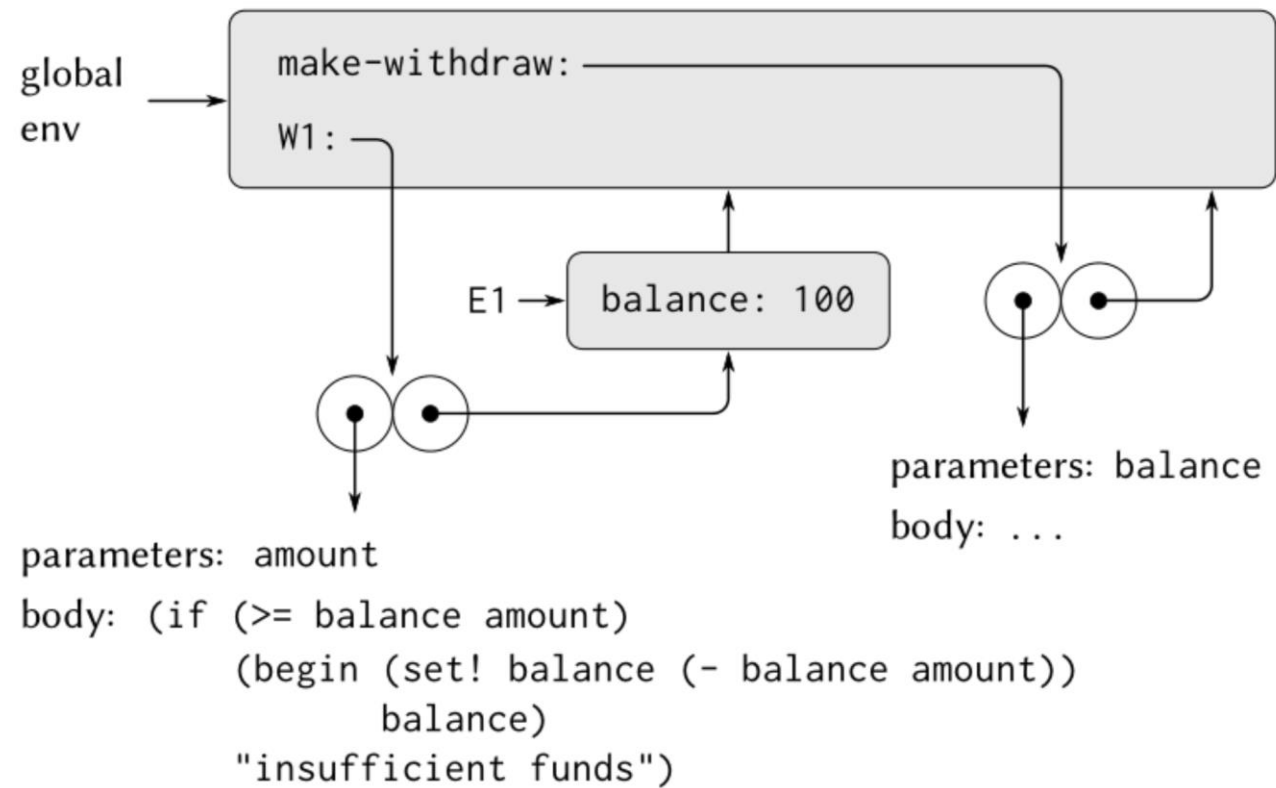 global
env
make-withdraw:
W1:
E1
balance: 100
parameters: balance
body: ...
parameters: amount
body: (if (>= balance amount)
(begin (set! balance (- balance amount))
balance)
"insufficient funds")